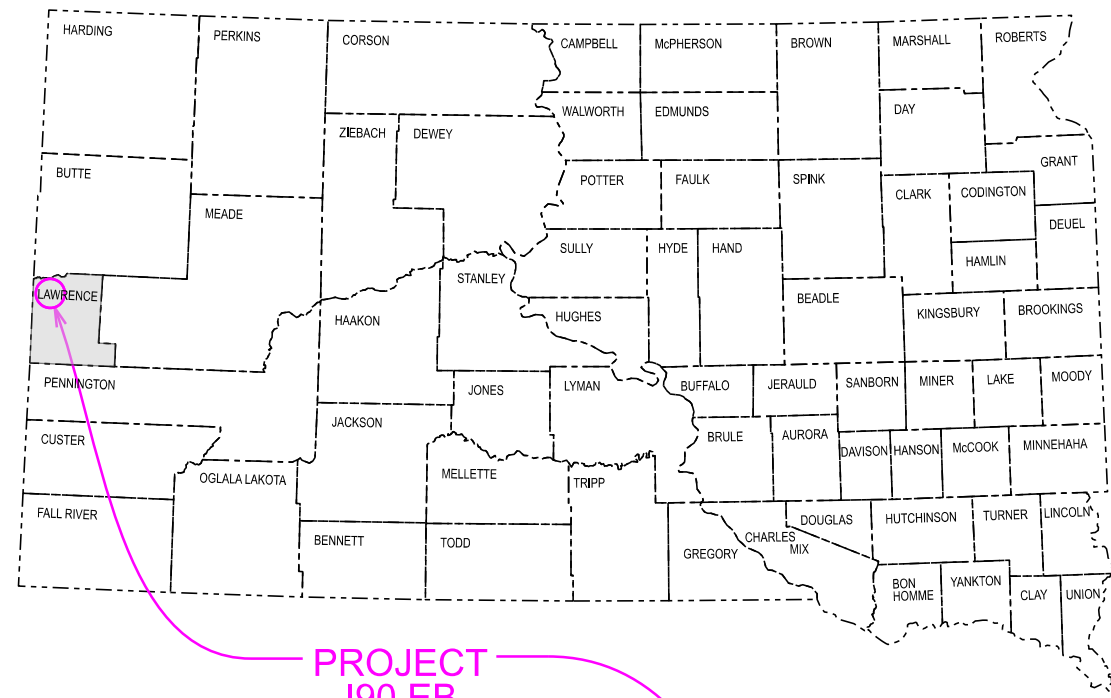 HARDING
PERKINS
CORSON
CAMPBELL
McPHERSON
BROWN
MARSHALL
ROBERTS
WALWORTH
EDMUNDS
DAY
ZIEBACH
DEWEY
GRANT
BUTTE
POTTER
FAULK
SPINK
CLARK
CODINGTON
MEADE
DEUEL
SULLY
HYDE
HAND
HAMLIN
STANLEY
LAWRENCE
BEADLE
KINGSBURY
BROOKINGS
HAAKON
HUGHES
PENNINGTON
JONES
LYMAN
BUFFALO
JERAULD
SANBORN
MINER
LAKE
MOODY
JACKSON
CUSTER
BRULE
AURORA
DAVISON
HANSON
McCOOK
MINNEHAHA
OGLALA LAKOTA
MELLETTE
TRIPP
FALL RIVER
BENNETT
TODD
GREGORY
CHARLES
MIX
DOUGLAS
HUTCHINSON
TURNER
LINCOLN
BON
HOMME
YANKTON
CLAY
UNION
PROJECT
I90 EB